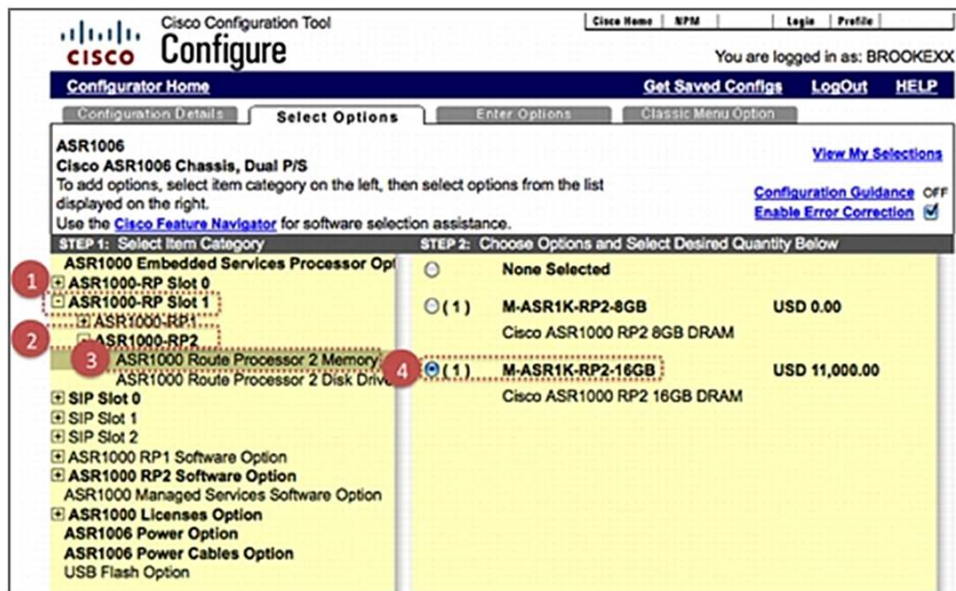 Cisco Configuration Tool
Cisco Home NPM Login Profile
CISCO
Configure
You are logged in as: BROOKEXX
Configurator Home Get Saved Configs LogOut HELP
Configuration Details Select Options Enter Options Classic Menu Option
ASR1006
Cisco ASR1006 Chassis, Dual P/S
View My Selections
To add options, select item category on the left, then select options from the list
displayed on the right.
Configuration Guidance OFF
Enable Error Correction
Use the Cisco Feature Navigator for software selection assistance.
STEP 1: Select Item Category
ASR1000 Embedded Services Processor Opt
1
ASR1000-RP Slot 0
ASR1000-RP Slot 1
ASR1000-RP1
2
ASR1000-RP2
3
ASR1000 Route Processor 2 Memory
ASR1000 Route Processor 2 Disk Drive
SIP Slot 0
SIP Slot 1
SIP Slot 2
ASR1000 RP1 Software Option
ASR1000 RP2 Software Option
ASR1000 Managed Services Software Option
ASR1000 Licenses Option
ASR1006 Power Option
ASR1006 Power Cables Option
USB Flash Option
STEP 2: Choose Options and Select Desired Quantity Below
None Selected
( 1 ) M-ASR1K-RP2-8GB USD 0.00
Cisco ASR1000 RP2 8GB DRAM
4
( 1 ) M-ASR1K-RP2-16GB USD 11,000.00
Cisco ASR1000 RP2 16GB DRAM